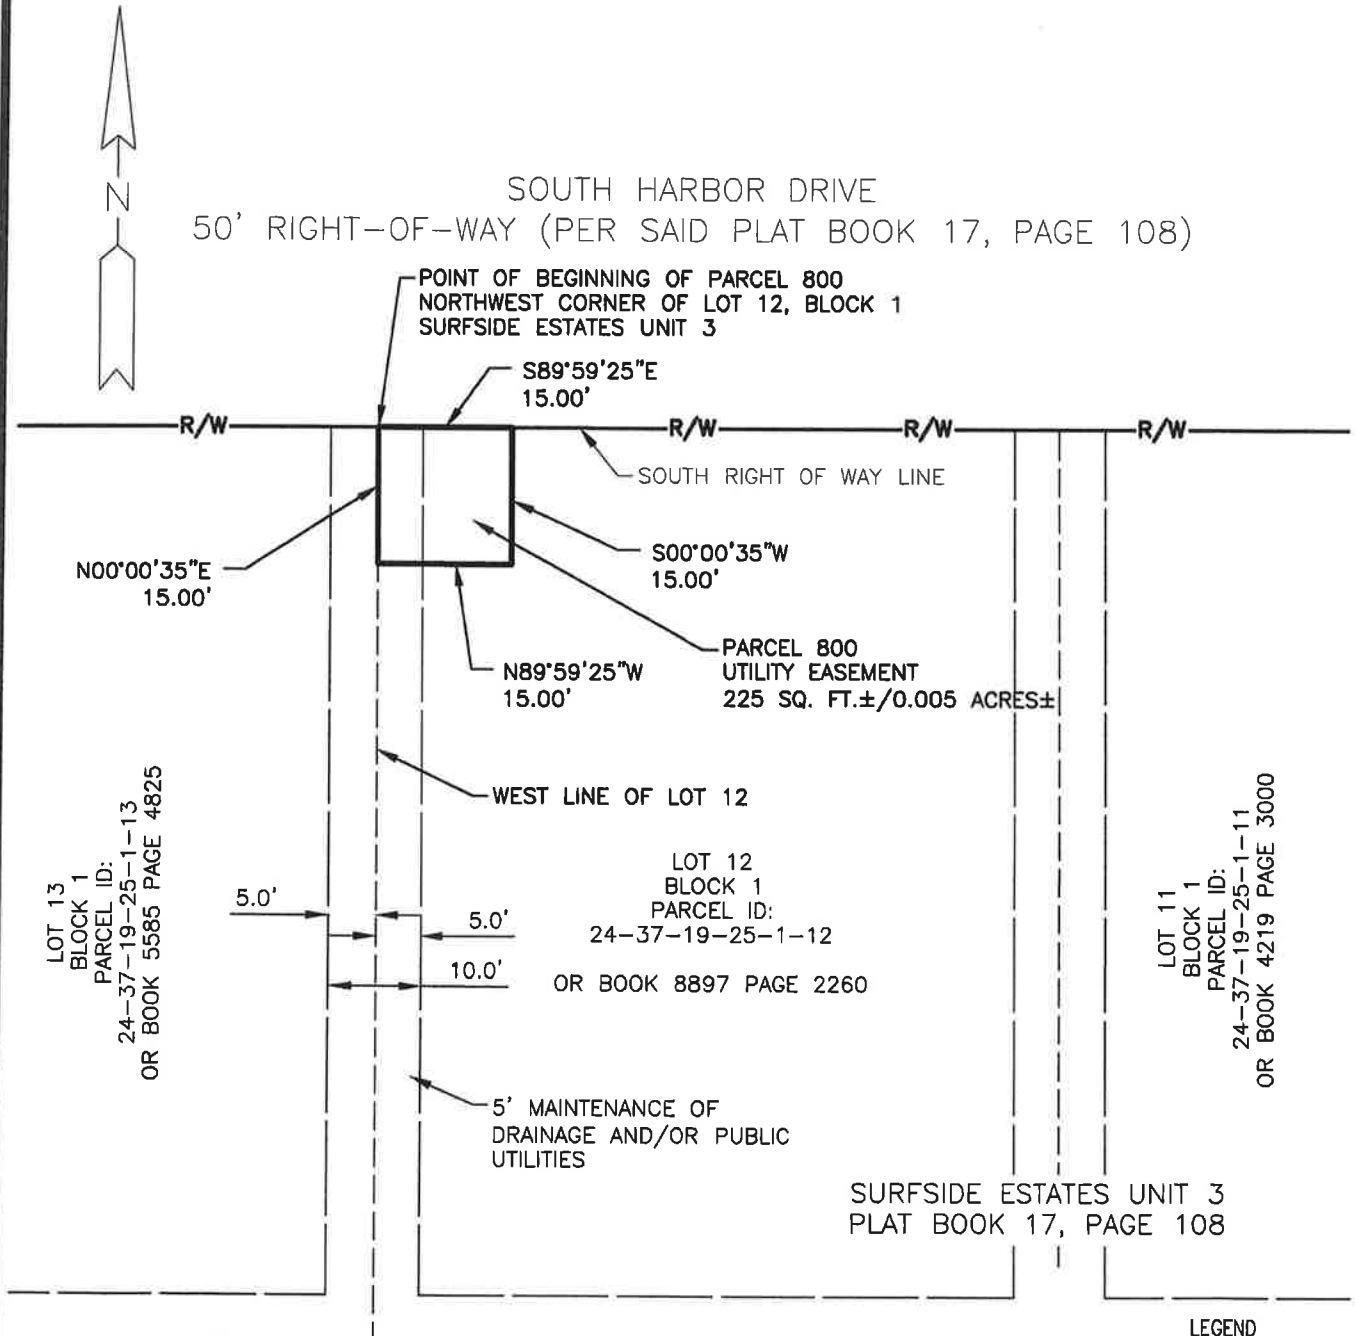 N
SOUTH HARBOR DRIVE
50' RIGHT-OF-WAY (PER SAID PLAT BOOK 17, PAGE 108)
POINT OF BEGINNING OF PARCEL 800
NORTHWEST CORNER OF LOT 12, BLOCK 1
SURFSIDE ESTATES UNIT 3
S89°59'25"E
15.00'
R/W
R/W
R/W
R/W
SOUTH RIGHT OF WAY LINE
N00°00'35"E
15.00'
S00°00'35"W
15.00'
N89°59'25"W
15.00'
PARCEL 800
UTILITY EASEMENT
225 SQ. FT.±/0.005 ACRES±
WEST LINE OF LOT 12
LOT 13
BLOCK 1
PARCEL ID:
24-37-19-25-1-13
OR BOOK 5585 PAGE 4825
5.0'
5.0'
10.0'
LOT 12
BLOCK 1
PARCEL ID:
24-37-19-25-1-12
OR BOOK 8897 PAGE 2260
LOT 11
BLOCK 1
PARCEL ID:
24-37-19-25-1-11
OR BOOK 4219 PAGE 3000
5' MAINTENANCE OF
DRAINAGE AND/OR PUBLIC
UTILITIES
SURFSIDE ESTATES UNIT 3
PLAT BOOK 17, PAGE 108
LEGEND